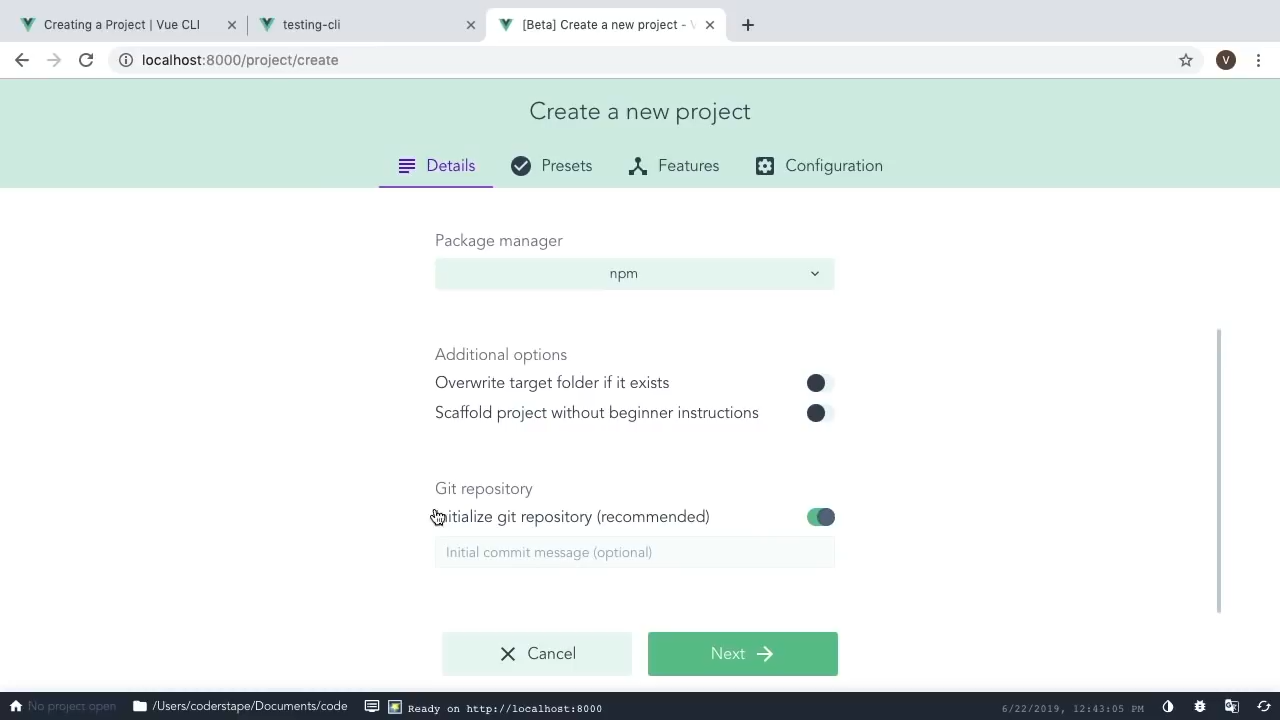 Creating a Project | Vue CLI
testing-cli
[Beta] Create a new project -
localhost:8000/project/create
V
Create a new project
Details
Presets
Features
Configuration
Package manager
npm
Additional options
Overwrite target folder if it exists
Scaffold project without beginner instructions
Git repository
Initialize git repository (recommended)
Initial commit message (optional)
Cancel
Next
No project open
/Users/coderstape/Documents/code
Ready on http://localhost:8000
6/22/2019, 12:43:05 PM